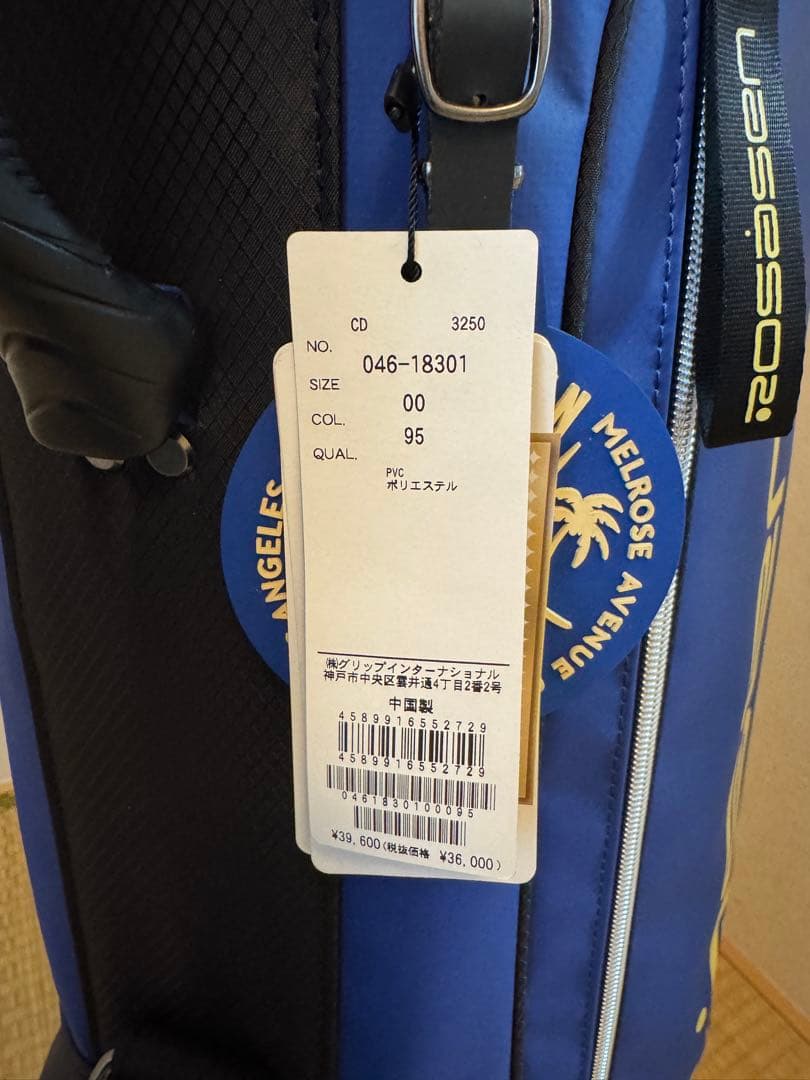 CD 3250
NO. 046-18301
SIZE 00
COL. 95
QUAL.
PVC
ポリエステル
㈱グリップインターナショナル
神戸市中央区雲井通4丁目2番2号
中国製
4589916552729
4589916552729
0461830100095
¥39,600(税抜価格 ¥36,000)
ANGELES
MELROSE AVENUE